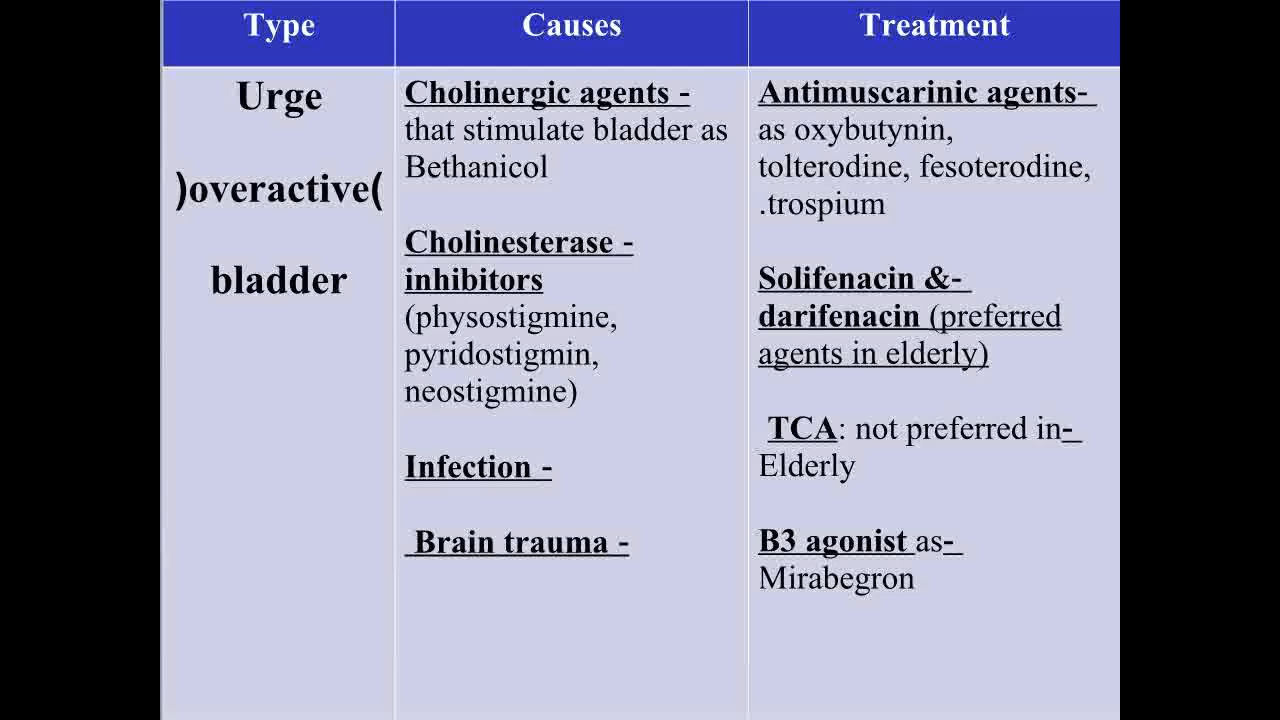 Type
Causes
Treatment
Urge
)overactive(
bladder
Cholinergic agents -
that stimulate bladder as
Bethanicol
Cholinesterase -
inhibitors
(physostigmine,
pyridostigmin,
neostigmine)
Infection -
Brain trauma -
Antimuscarinic agents-
as oxybutynin,
tolterodine, fesoterodine,
.trospium
Solifenacin &-
darifenacin (preferred
agents in elderly)
TCA: not preferred in-
Elderly
B3 agonist as-
Mirabegron